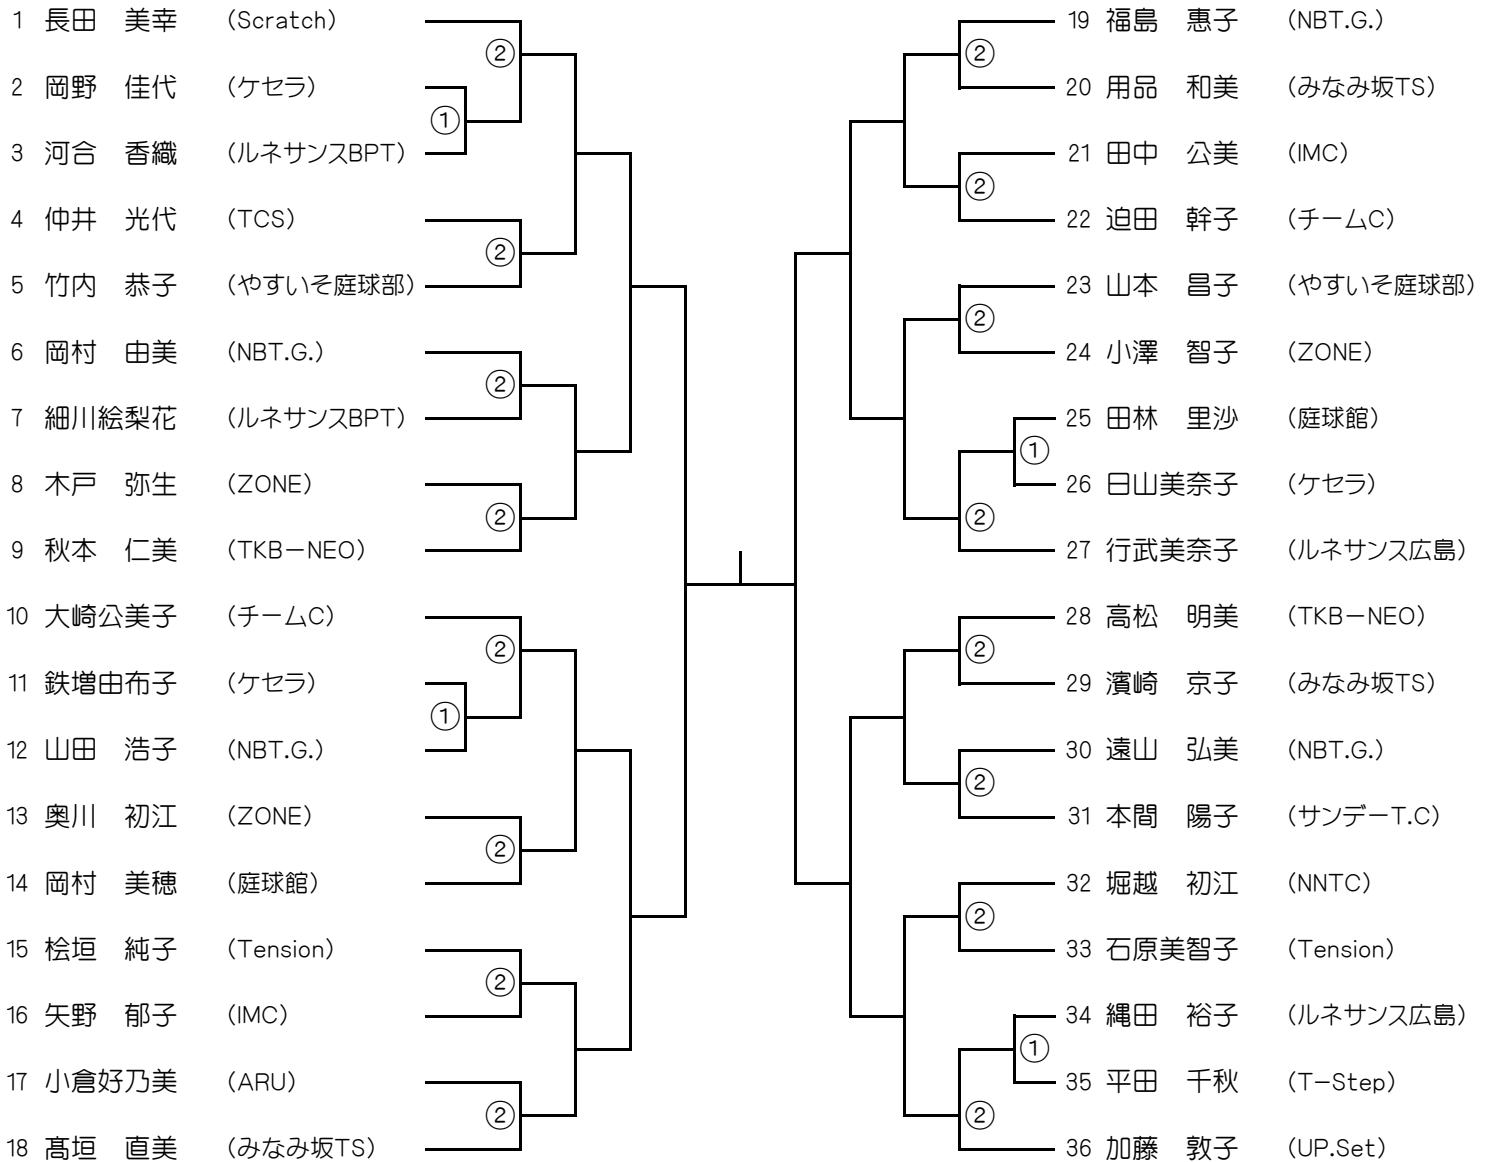 1 長田　美幸 (Scratch)
②
2 岡野　佳代 (ケセラ)
①
3 河合　香織 (ルネサンスBPT)
4 仲井　光代 (TCS)
②
5 竹内　恭子 (やすいそ庭球部)
6 岡村　由美 (NBT.G.)
②
7 細川絵梨花 (ルネサンスBPT)
8 木戸　弥生 (ZONE)
②
9 秋本　仁美 (TKB－NEO)
10 大崎公美子 (チームC)
②
11 鉄増由布子 (ケセラ)
①
12 山田　浩子 (NBT.G.)
13 奥川　初江 (ZONE)
②
14 岡村　美穂 (庭球館)
15 桧垣　純子 (Tension)
②
16 矢野　郁子 (IMC)
17 小倉好乃美 (ARU)
②
18 髙垣　直美 (みなみ坂TS)
19 福島　惠子 (NBT.G.)
②
20 用品　和美 (みなみ坂TS)
21 田中　公美 (IMC)
②
22 迫田　幹子 (チームC)
23 山本　昌子 (やすいそ庭球部)
②
24 小澤　智子 (ZONE)
25 田林　里沙 (庭球館)
①
26 日山美奈子 (ケセラ)
②
27 行武美奈子 (ルネサンス広島)
28 高松　明美 (TKB－NEO)
②
29 濱崎　京子 (みなみ坂TS)
30 遠山　弘美 (NBT.G.)
②
31 本間　陽子 (サンデーT.C)
32 堀越　初江 (NNTC)
②
33 石原美智子 (Tension)
34 縄田　裕子 (ルネサンス広島)
①
35 平田　千秋 (T－Step)
②
36 加藤　敦子 (UP.Set)